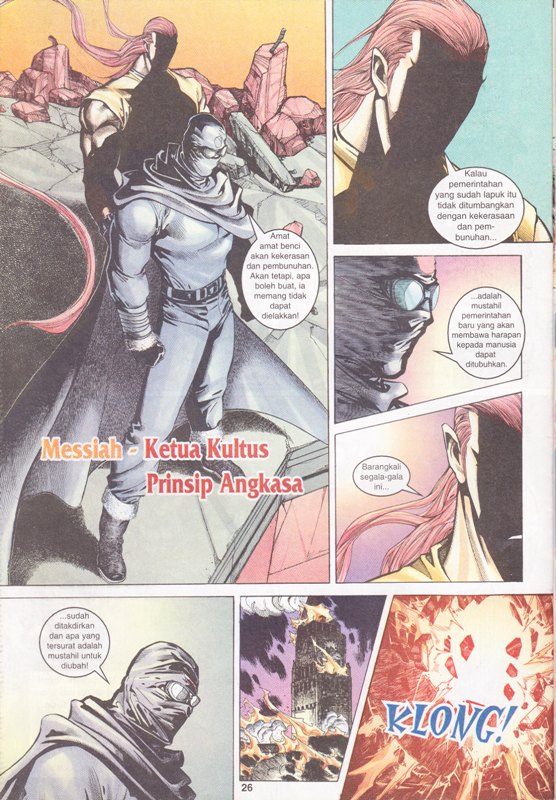 Amat
amat benci
akan kekerasan
dan pembunuhan.
Akan tetapi, apa
boleh buat, ia
memang tidak
dapat
dielakkan!
Messiah - Ketua Kultus
Prinsip Angkasa
Kalau
pemerintahan
yang sudah lapuk itu
tidak ditumbangkan
dengan kekerasaan
dan pem-
bunuhan...
...adalah
mustahil
pemerintahan
baru yang akan
membawa harapan
kepada manusia
dapat
ditubuhkan.
Barangkali
segala-gala
ini...
...sudah
ditakdirkan
dan apa yang
tersurat adalah
mustahil untuk
diubah!
KLONG!
26